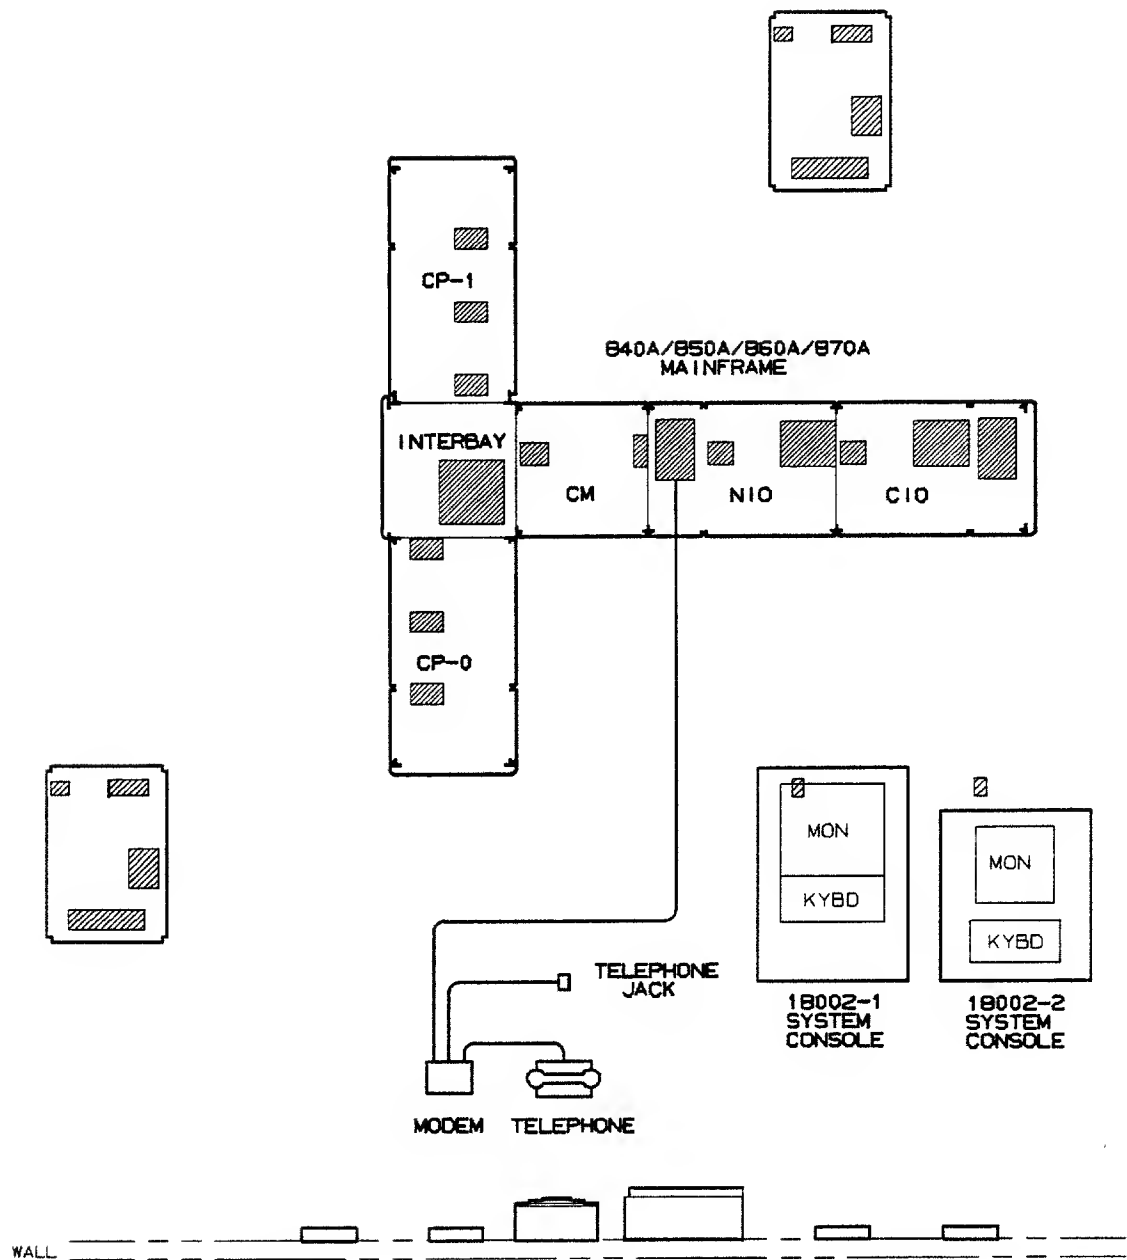 CP-1
840A/850A/860A/870A
MAINFRAME
INTERBAY
CM
NIO
CIO
CP-0
MON
KYBD
MON
KYBD
TELEPHONE
JACK
18002-1
SYSTEM
CONSOLE
18002-2
SYSTEM
CONSOLE
MODEM
TELEPHONE
WALL